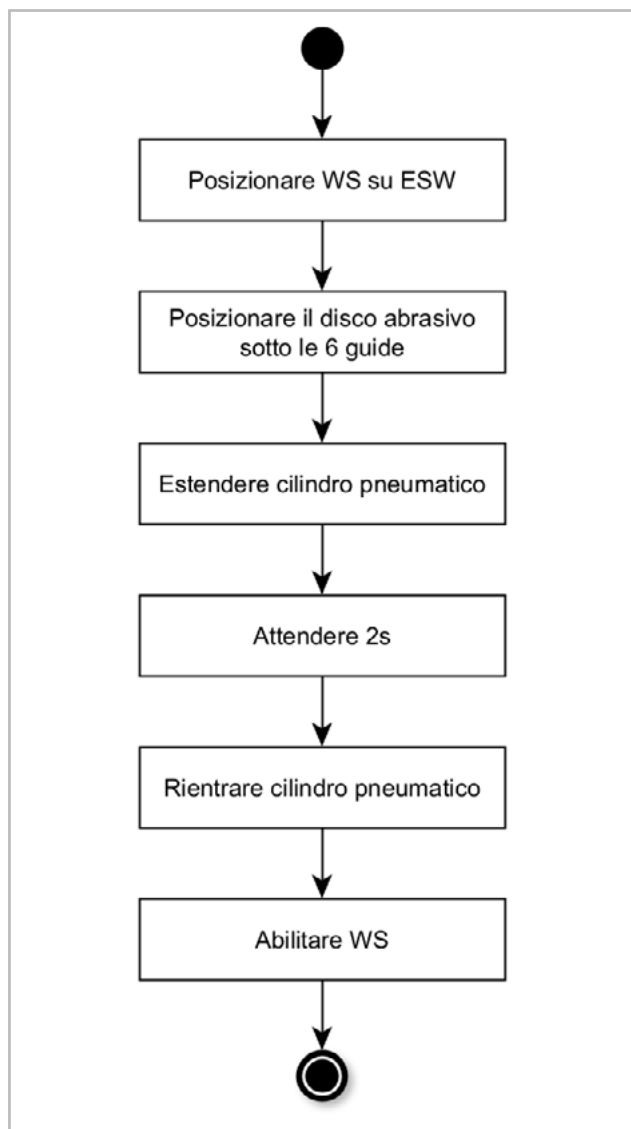 Posizionare WS su ESW
Posizionare il disco abrasivo
sotto le 6 guide
Estendere cilindro pneumatico
Attendere 2s
Rientrare cilindro pneumatico
Abilitare WS